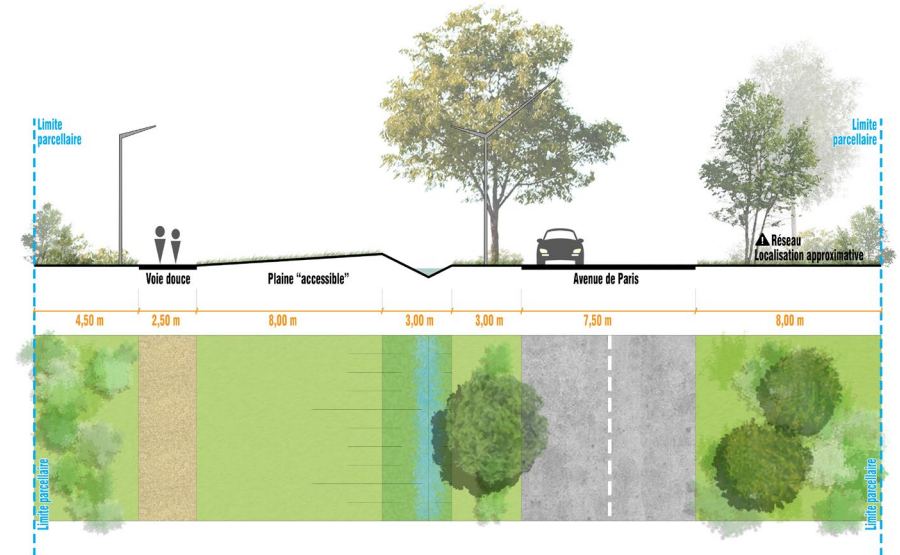 Limite
parcellaire
Limite
parcellaire
Réseau
Localisation approximative
Voie douce
Plaine “accessible”
Avenue de Paris
4,50 m
2,50 m
8,00 m
3,00 m
3,00 m
7,50 m
8,00 m
Limite parcellaire
Limite parcellaire